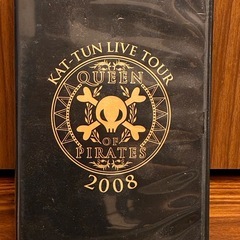 KAT-TUN LIVE TOUR
QUEEN
OF
PIRATES
2008